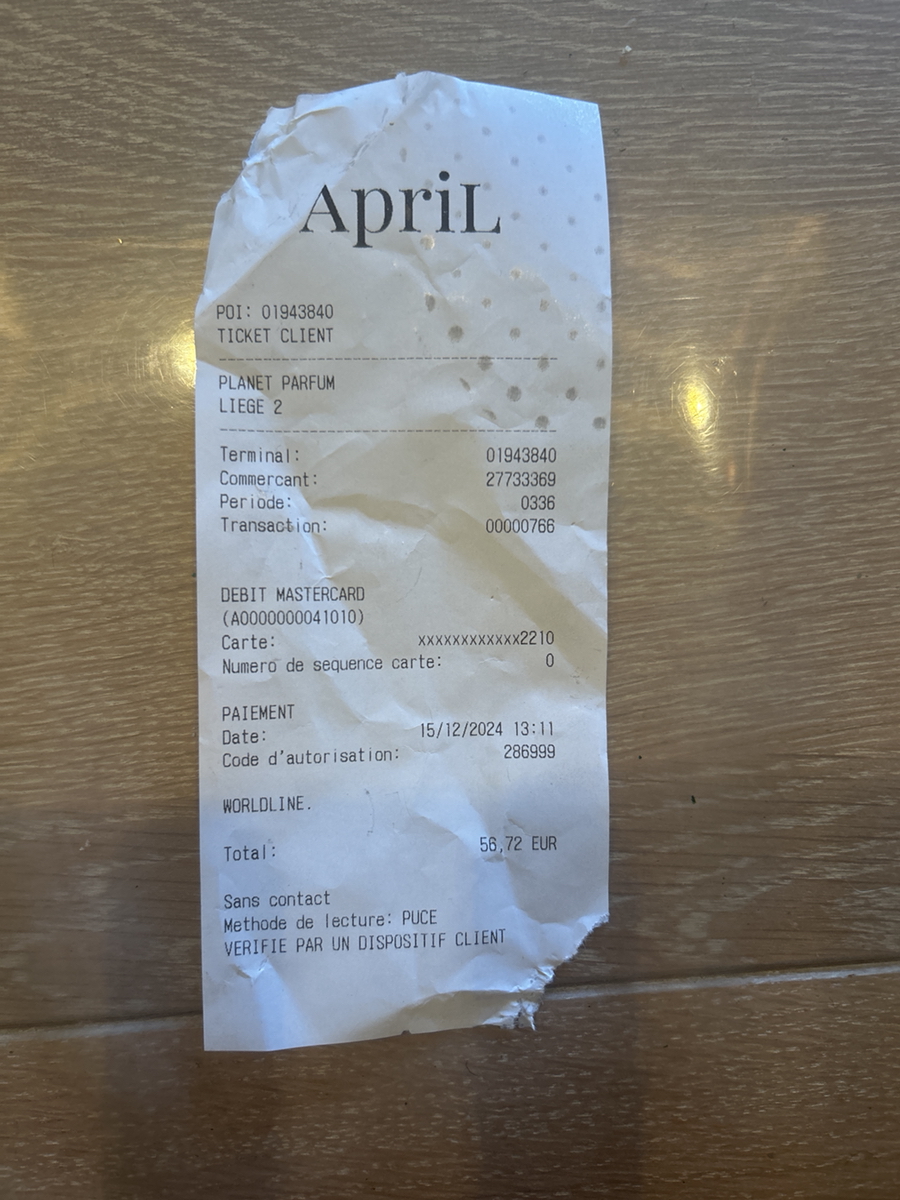 ApriL
POI: 01943840
TICKET CLIENT
PLANET PARFUM
LIEGE 2
Terminal: 01943840
Commercant: 27733369
Periode: 0336
Transaction: 00000766
DEBIT MASTERCARD
(A0000000041010)
Carte: xxxxxxxxxxxx2210
Numero de sequence carte: 0
PAIEMENT
Date: 15/12/2024 13:11
Code d'autorisation: 286999
WORLDLINE.
Total: 56,72 EUR
Sans contact
Methode de lecture: PUCE
VERIFIE PAR UN DISPOSITIF CLIENT